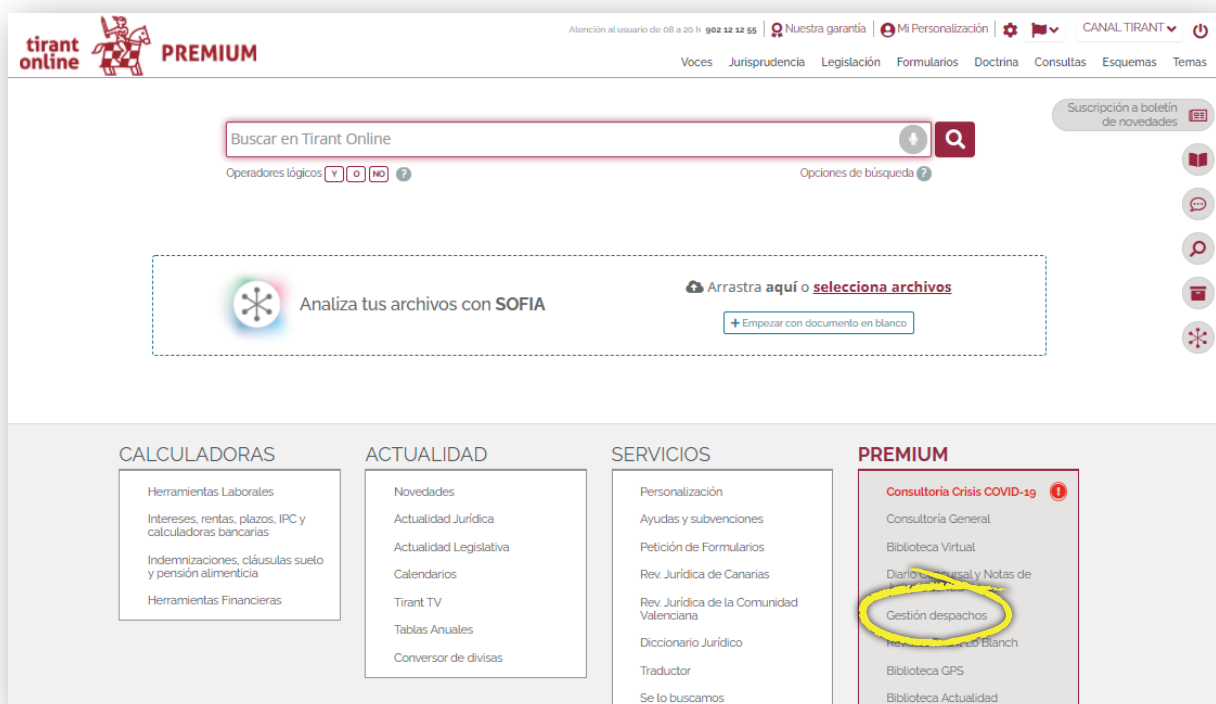 Atención al usuario de 08 a 20 h 902 12 12 55 Nuestra garantía Mi Personalización CANAL TIRANT
tirant
online
PREMIUM
Voces Jurisprudencia Legislación Formularios Doctrina Consultas Esquemas Temas
Suscripción a boletín
de novedades
Buscar en Tirant Online
Operadores lógicos Y O NO ? Opciones de búsqueda ?
Analiza tus archivos con SOFIA
Arrastra aquí o selecciona archivos
+ Empezar con documento en blanco
CALCULADORAS
Herramientas Laborales
Intereses, rentas, plazos, IPC y
calculadoras bancarias
Indemnizaciones, cláusulas suelo
y pensión alimenticia
Herramientas Financieras
ACTUALIDAD
Novedades
Actualidad Jurídica
Actualidad Legislativa
Calendarios
Tirant TV
Tablas Anuales
Conversor de divisas
SERVICIOS
Personalización
Ayudas y subvenciones
Petición de Formularios
Rev. Jurídica de Canarias
Rev. Jurídica de la Comunidad
Valenciana
Diccionario Jurídico
Traductor
Se lo buscamos
PREMIUM
Consultoría Crisis COVID-19 !
Consultoría General
Biblioteca Virtual
Diario Concursal y Notas de
Gestión despachos
Blanch
Biblioteca GPS
Biblioteca Actualidad